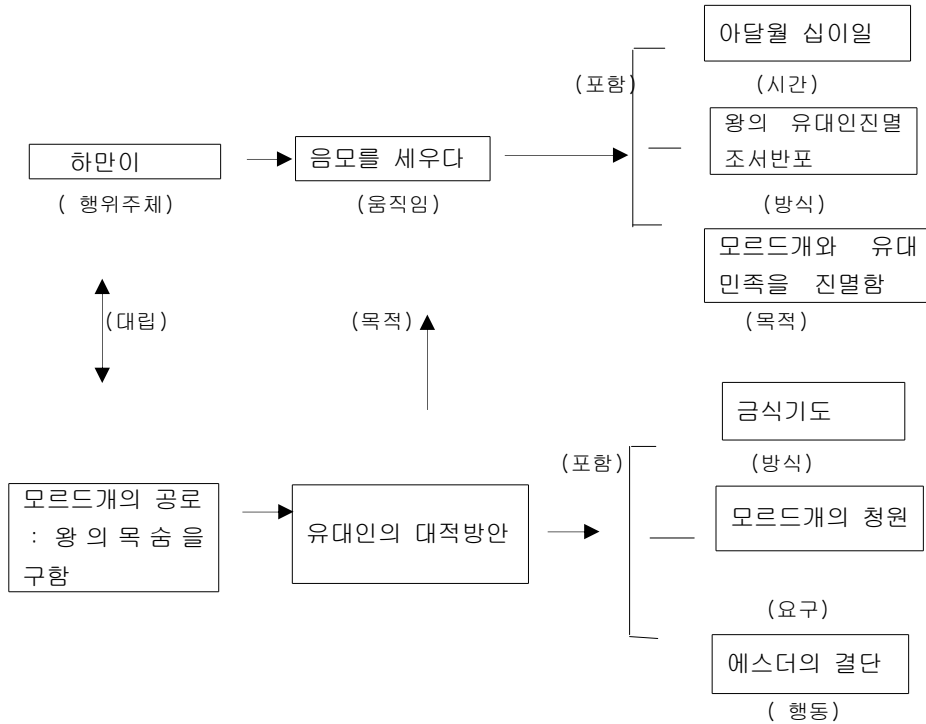 아달월 십이일
(포함)
(시간)
왕의 유대인진멸
조서반포
하만이
음모를 세우다
( 행위주체)
(움직임)
(방식)
모르드개와 유대
민족을 진멸함
(대립)
(목적)
(목적)
금식기도
(포함)
(방식)
모르드개의 공로
: 왕의목숨을
구함
유대인의 대적방안
모르드개의 청원
(요구)
에스더의 결단
( 행동)